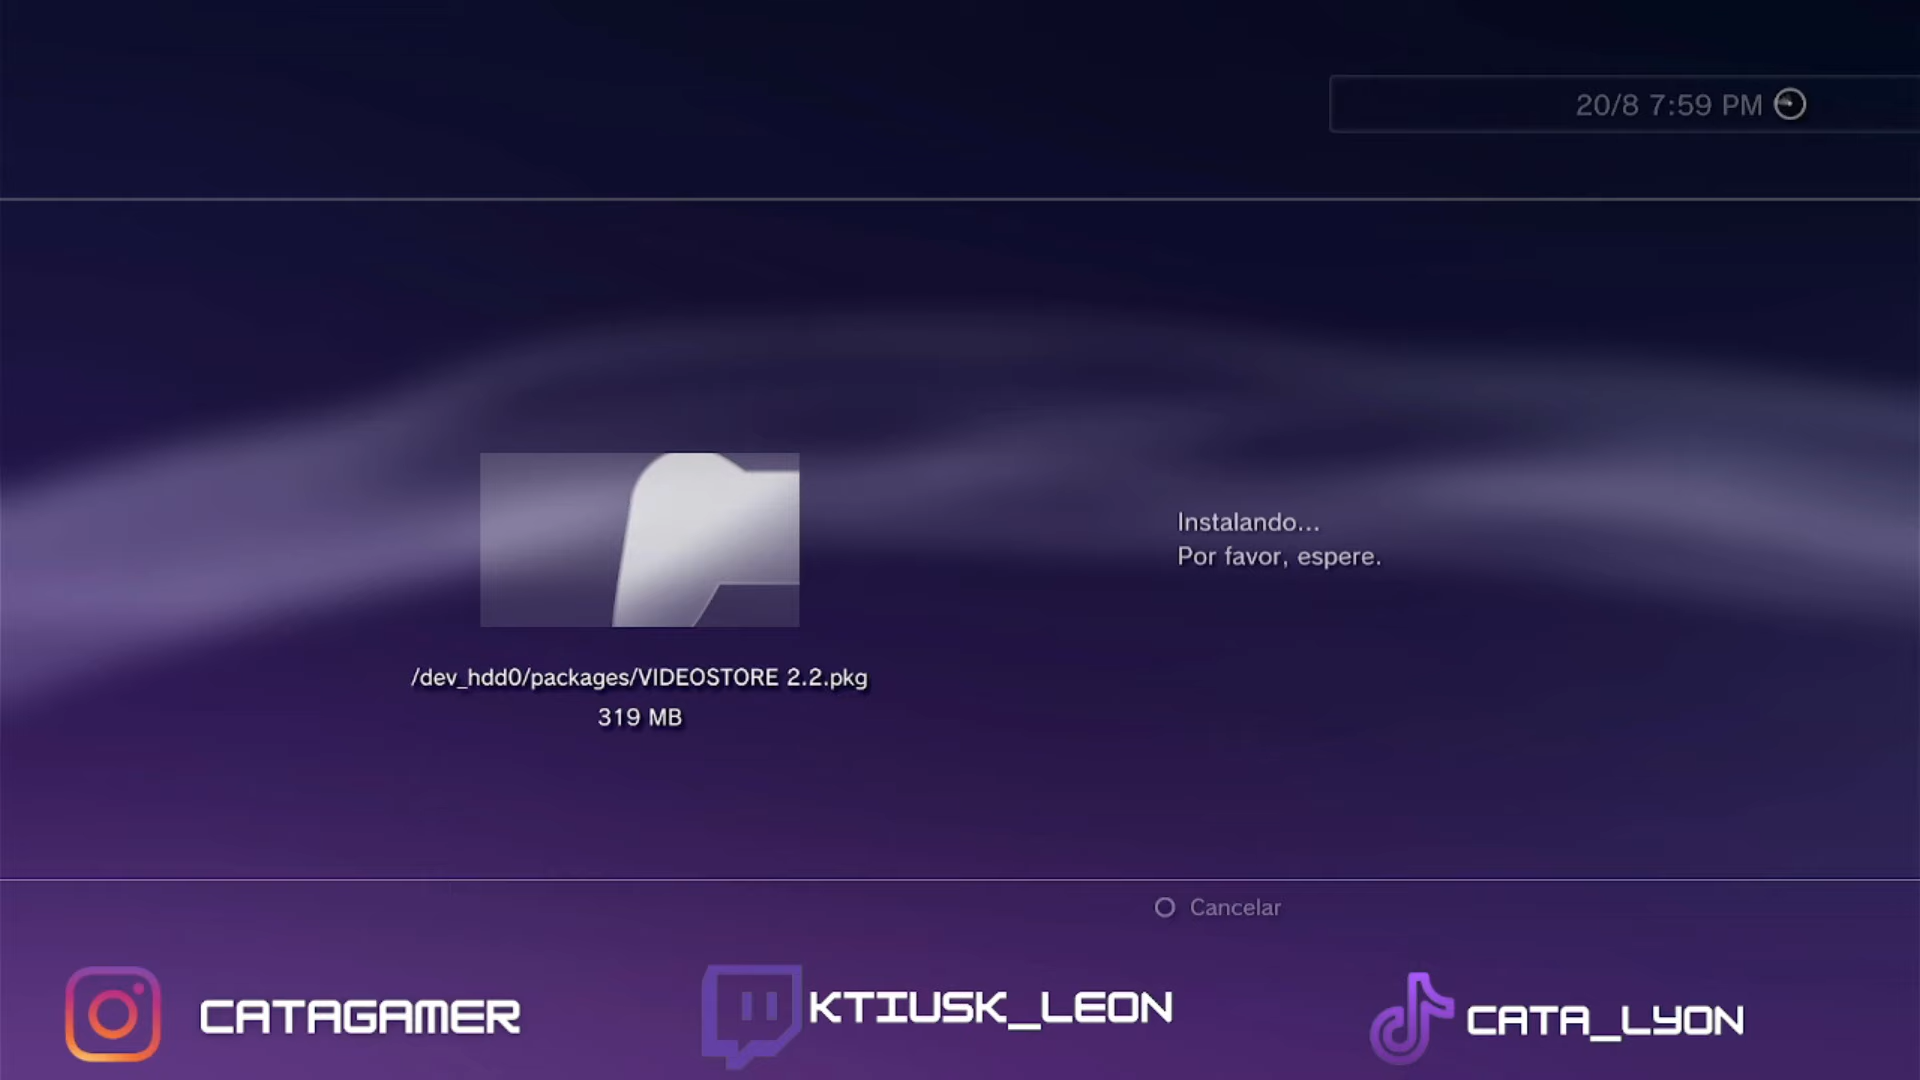 20/8 7:59 PM
Instalando...
Por favor, espere.
/dev_hdd0/packages/VIDEOSTORE 2.2.pkg
319 MB
Cancelar
CATAGAMER
KTIUSK_LEON
CATA_LYON